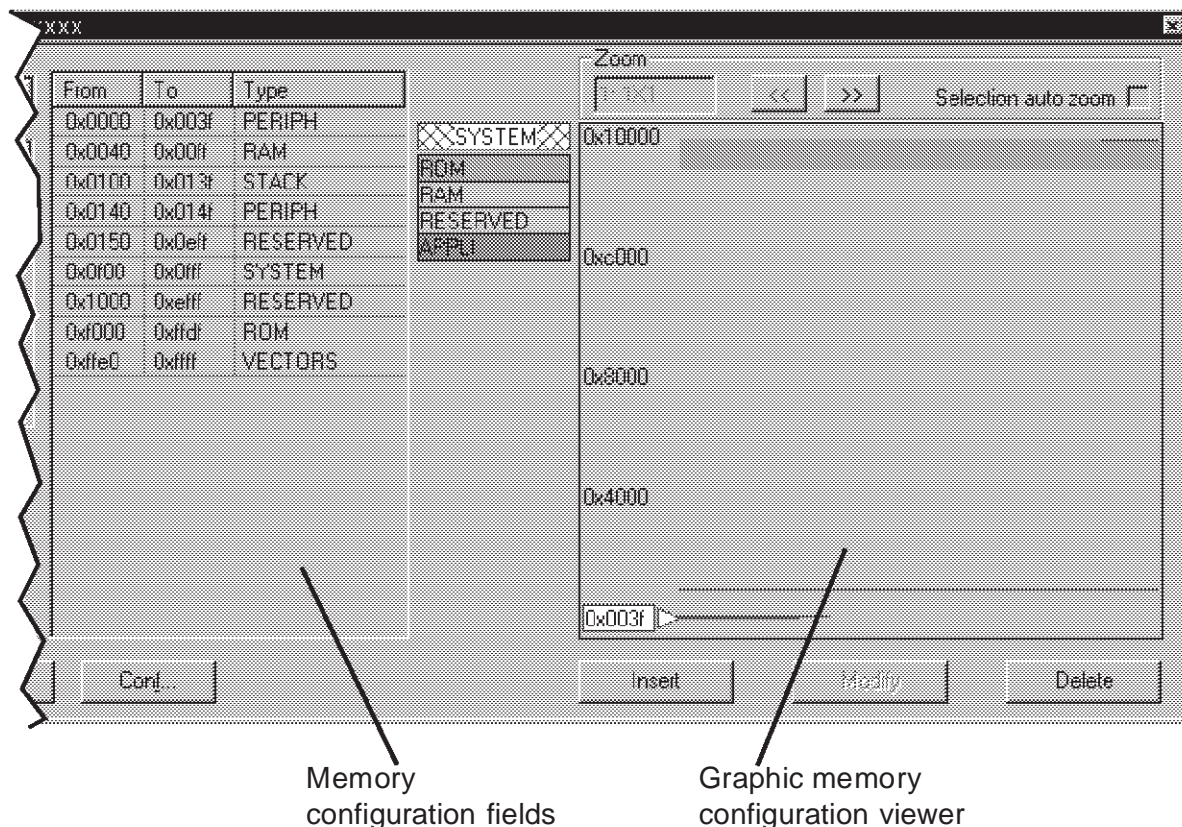 XXXX
Zoom
<< >> Selection auto zoom
From To Type
0x0000 0x003f PERIPH
0x0040 0x00ff RAM
0x0100 0x013f STACK
0x0140 0x014f PERIPH
0x0150 0x0eff RESERVED
0x0f00 0x0fff SYSTEM
0x1000 0xefff RESERVED
0xf000 0xffdf ROM
0xffe0 0xffff VECTORS
SYSTEM
ROM
RAM
RESERVED
APPLI
0x10000
0xc000
0x8000
0x4000
0x003f
Conf... Insert Modify Delete
Memory
configuration fields
Graphic memory
configuration viewer